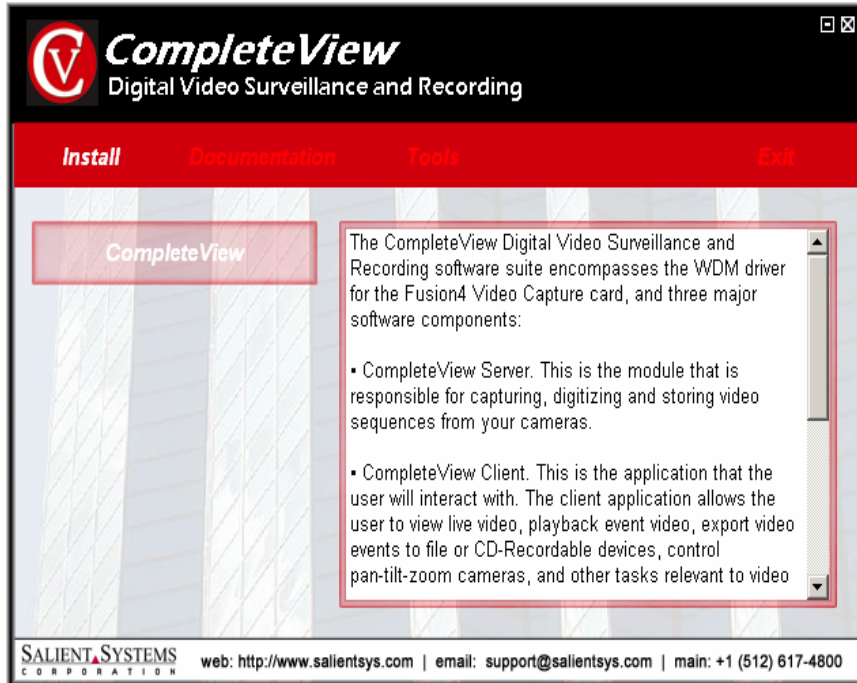 CV CompleteView
Digital Video Surveillance and Recording
Install Documentation Tools Exit
CompleteView
The CompleteView Digital Video Surveillance and
Recording software suite encompasses the WDM driver
for the Fusion4 Video Capture card, and three major
software components:
▪ CompleteView Server. This is the module that is
responsible for capturing, digitizing and storing video
sequences from your cameras.
▪ CompleteView Client. This is the application that the
user will interact with. The client application allows the
user to view live video, playback event video, export video
events to file or CD-Recordable devices, control
pan-tilt-zoom cameras, and other tasks relevant to video
SALIENT SYSTEMS
CORPORATION
web: http://www.salientsys.com | email: support@salientsys.com | main: +1 (512) 617-4800